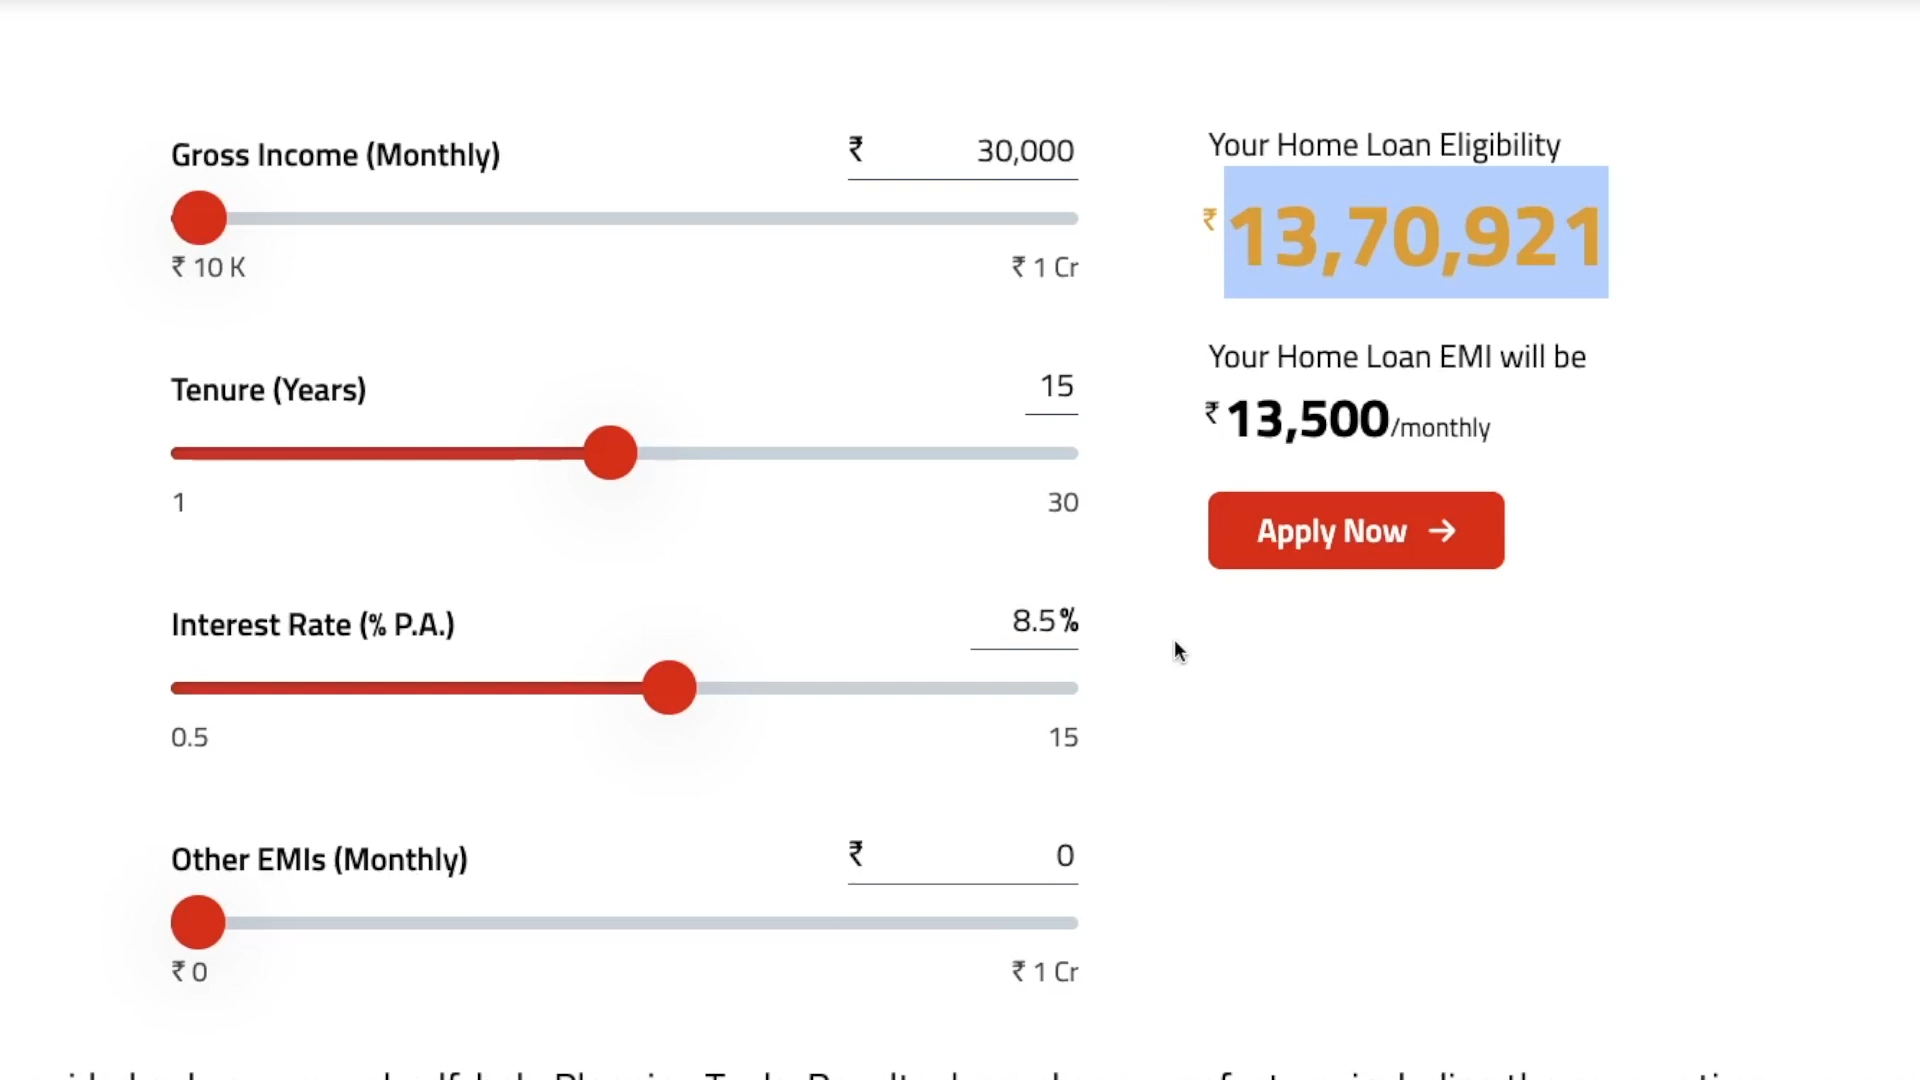 Gross Income (Monthly)
₹ 30,000
₹ 10 K
₹ 1 Cr
Tenure (Years)
15
1
30
Interest Rate (% P.A.)
8.5%
0.5
15
Other EMIs (Monthly)
₹ 0
₹ 0
₹ 1 Cr
Your Home Loan Eligibility
₹ 13,70,921
Your Home Loan EMI will be
₹ 13,500/monthly
Apply Now →